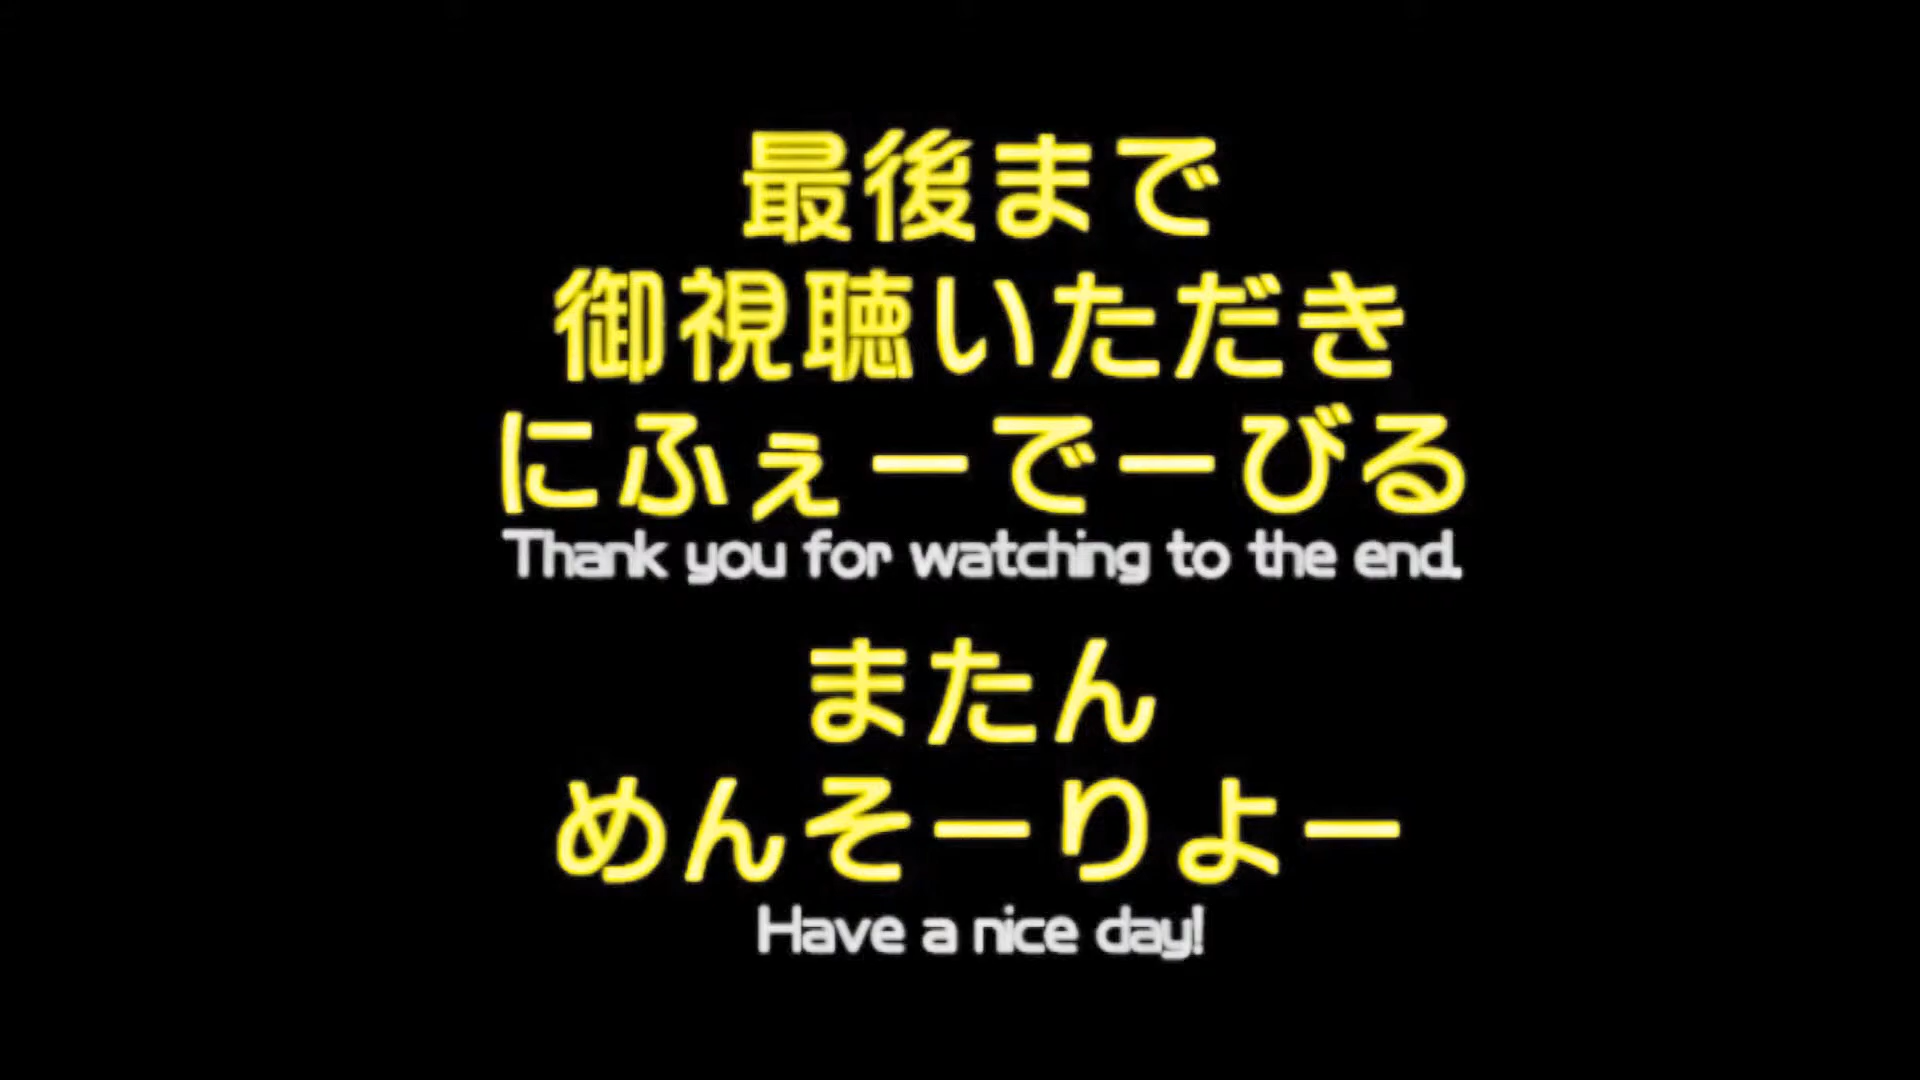 最後まで
御視聴いただき
にふぇーでーびる
Thank you for watching to the end.
またん
めんそーりよー
Have a nice day!